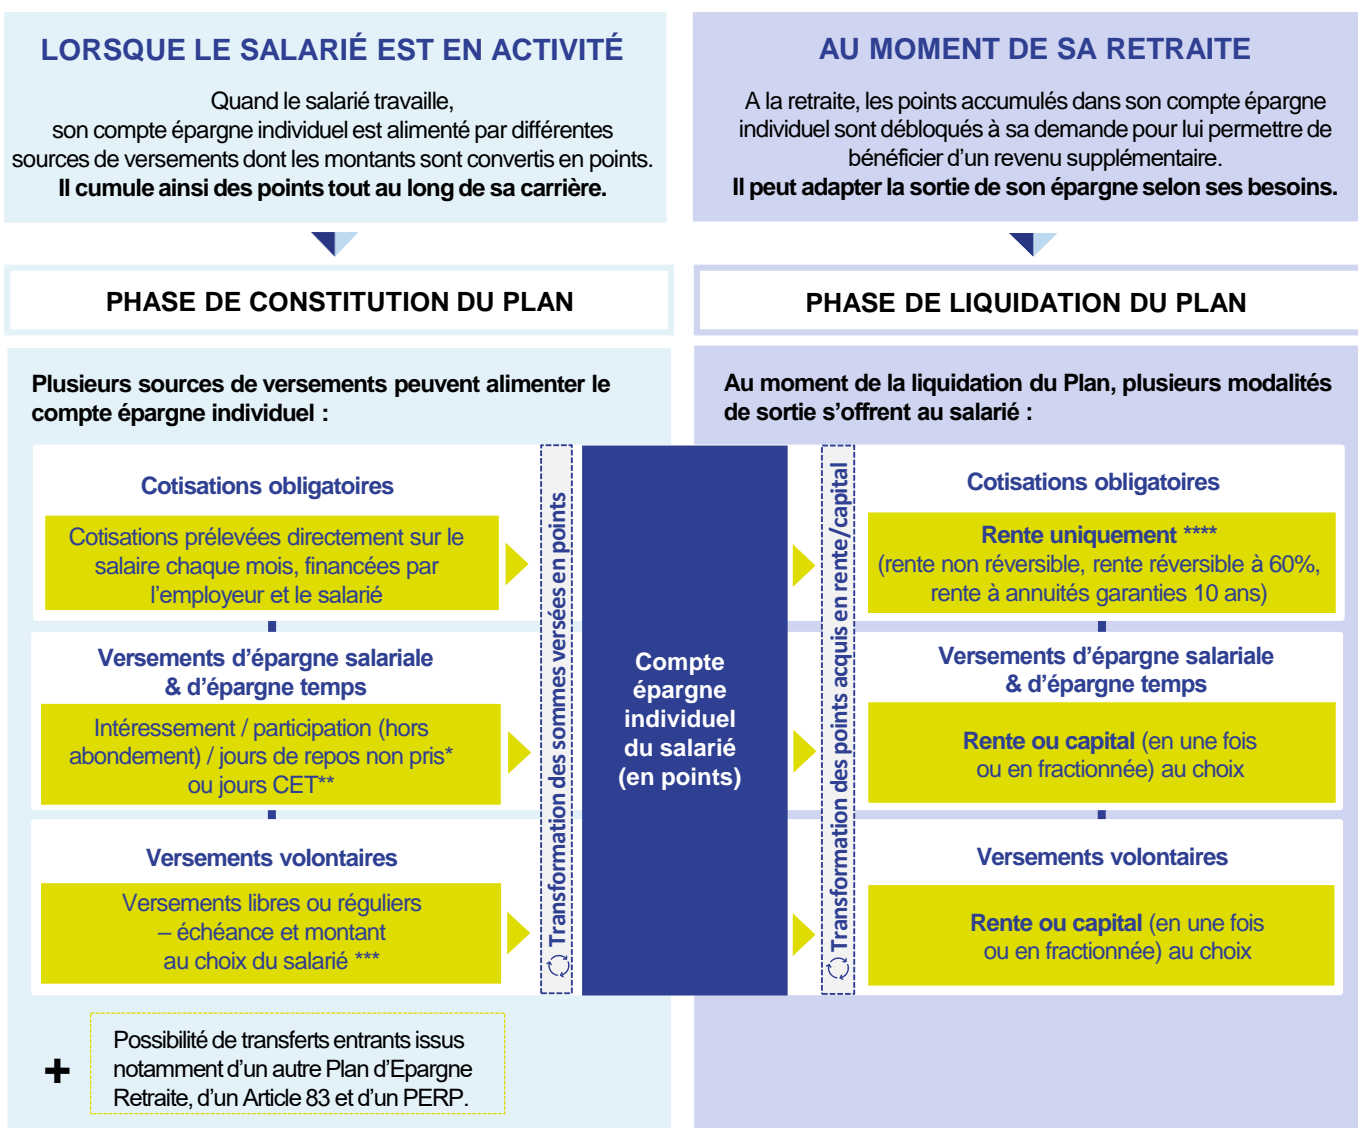 LORSQUE LE SALARIÉ EST EN ACTIVITÉ
Quand le salarié travaille,
son compte épargne individuel est alimenté par différentes
sources de versements dont les montants sont convertis en points.
Il cumule ainsi des points tout au long de sa carrière.
PHASE DE CONSTITUTION DU PLAN
Plusieurs sources de versements peuvent alimenter le
compte épargne individuel :
Cotisations obligatoires
Cotisations prélevées directement sur le
salaire chaque mois, financées par
l'employeur et le salarié
Versements d'épargne salariale
& d'épargne temps
Intéressement / participation (hors
abondement) / jours de repos non pris*
ou jours CET**
Versements volontaires
Versements libres ou réguliers
– échéance et montant
au choix du salarié ***
+
Possibilité de transferts entrants issus
notamment d'un autre Plan d'Epargne
Retraite, d'un Article 83 et d'un PERP.
Transformation des sommes versées en points
Compte
épargne
individuel
du salarié
(en points)
Transformation des points acquis en rente/capital
AU MOMENT DE SA RETRAITE
A la retraite, les points accumulés dans son compte épargne
individuel sont débloqués à sa demande pour lui permettre de
bénéficier d'un revenu supplémentaire.
Il peut adapter la sortie de son épargne selon ses besoins.
PHASE DE LIQUIDATION DU PLAN
Au moment de la liquidation du Plan, plusieurs modalités
de sortie s'offrent au salarié :
Cotisations obligatoires
Rente uniquement ****
(rente non réversible, rente réversible à 60%,
rente à annuités garanties 10 ans)
Versements d'épargne salariale
& d'épargne temps
Rente ou capital (en une fois
ou en fractionnée) au choix
Versements volontaires
Rente ou capital (en une fois
ou en fractionnée) au choix